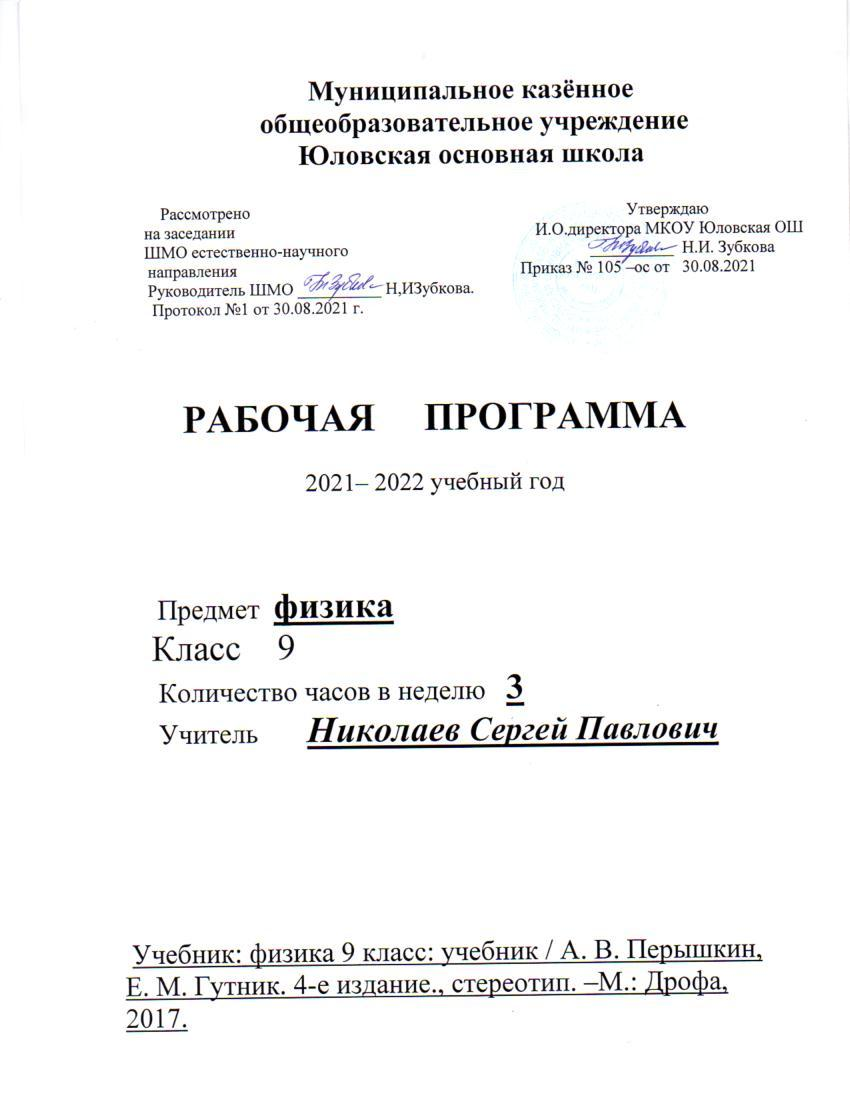 Муниципальное казённое
общеобразовательное учреждение
Юловская основная школа
Рассмотрено
на заседании
ШМО естественно-научного
направления
Руководитель ШМО __________ Н,ИЗубкова.
Протокол №1 от 30.08.2021 г.
Утверждаю
И.О.директора МКОУ Юловская ОШ
__________ Н.И. Зубкова
Приказ № 105 –ос от 30.08.2021
РАБОЧАЯ ПРОГРАММА
2021– 2022 учебный год
Предмет физика
Класс 9
Количество часов в неделю 3
Учитель Николаев Сергей Павлович
Учебник: физика 9 класс: учебник / А. В. Перышкин,
Е. М. Гутник. 4-е издание., стереотип. –М.: Дрофа,
2017.